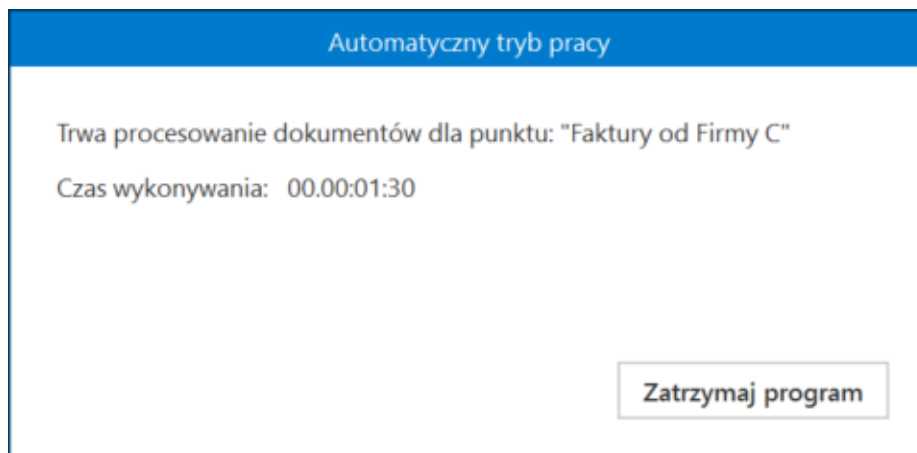 Automatyczny tryb pracy
Trwa procesowanie dokumentów dla punktu: "Faktury od Firmy C"
Czas wykonywania: 00.00:01:30
Zatrzymaj program